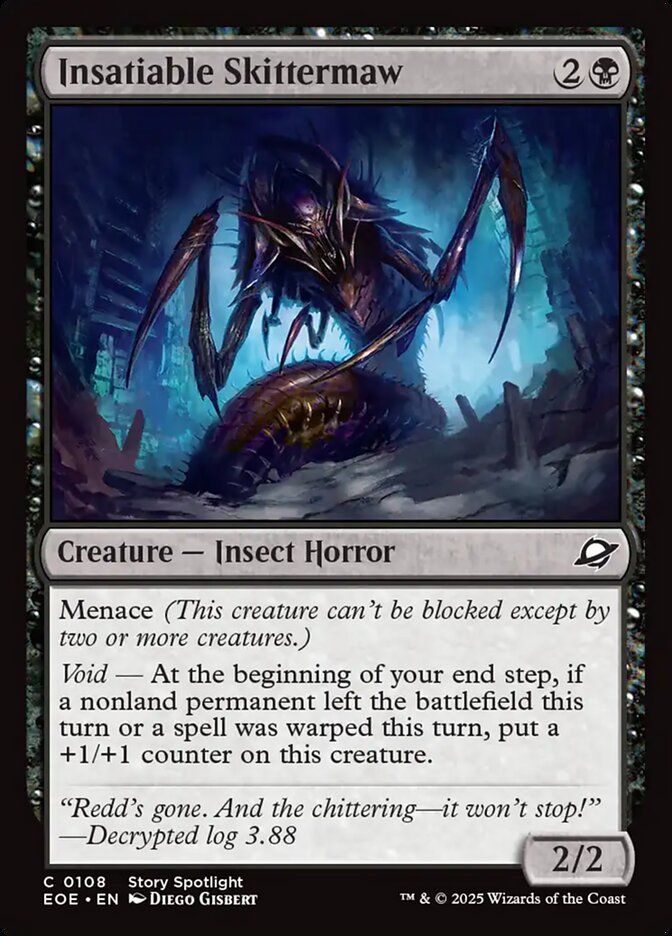 Insatiable Skittermaw 2
Creature — Insect Horror
Menace (This creature can't be blocked except by
two or more creatures.)
Void — At the beginning of your end step, if
a nonland permanent left the battlefield this
turn or a spell was warped this turn, put a
+1/+1 counter on this creature.
“Redd's gone. And the chittering—it won't stop!”
—Decrypted log 3.88
2/2
C 0108 Story Spotlight
EOE • EN Diego Gisbert ™ & © 2025 Wizards of the Coast